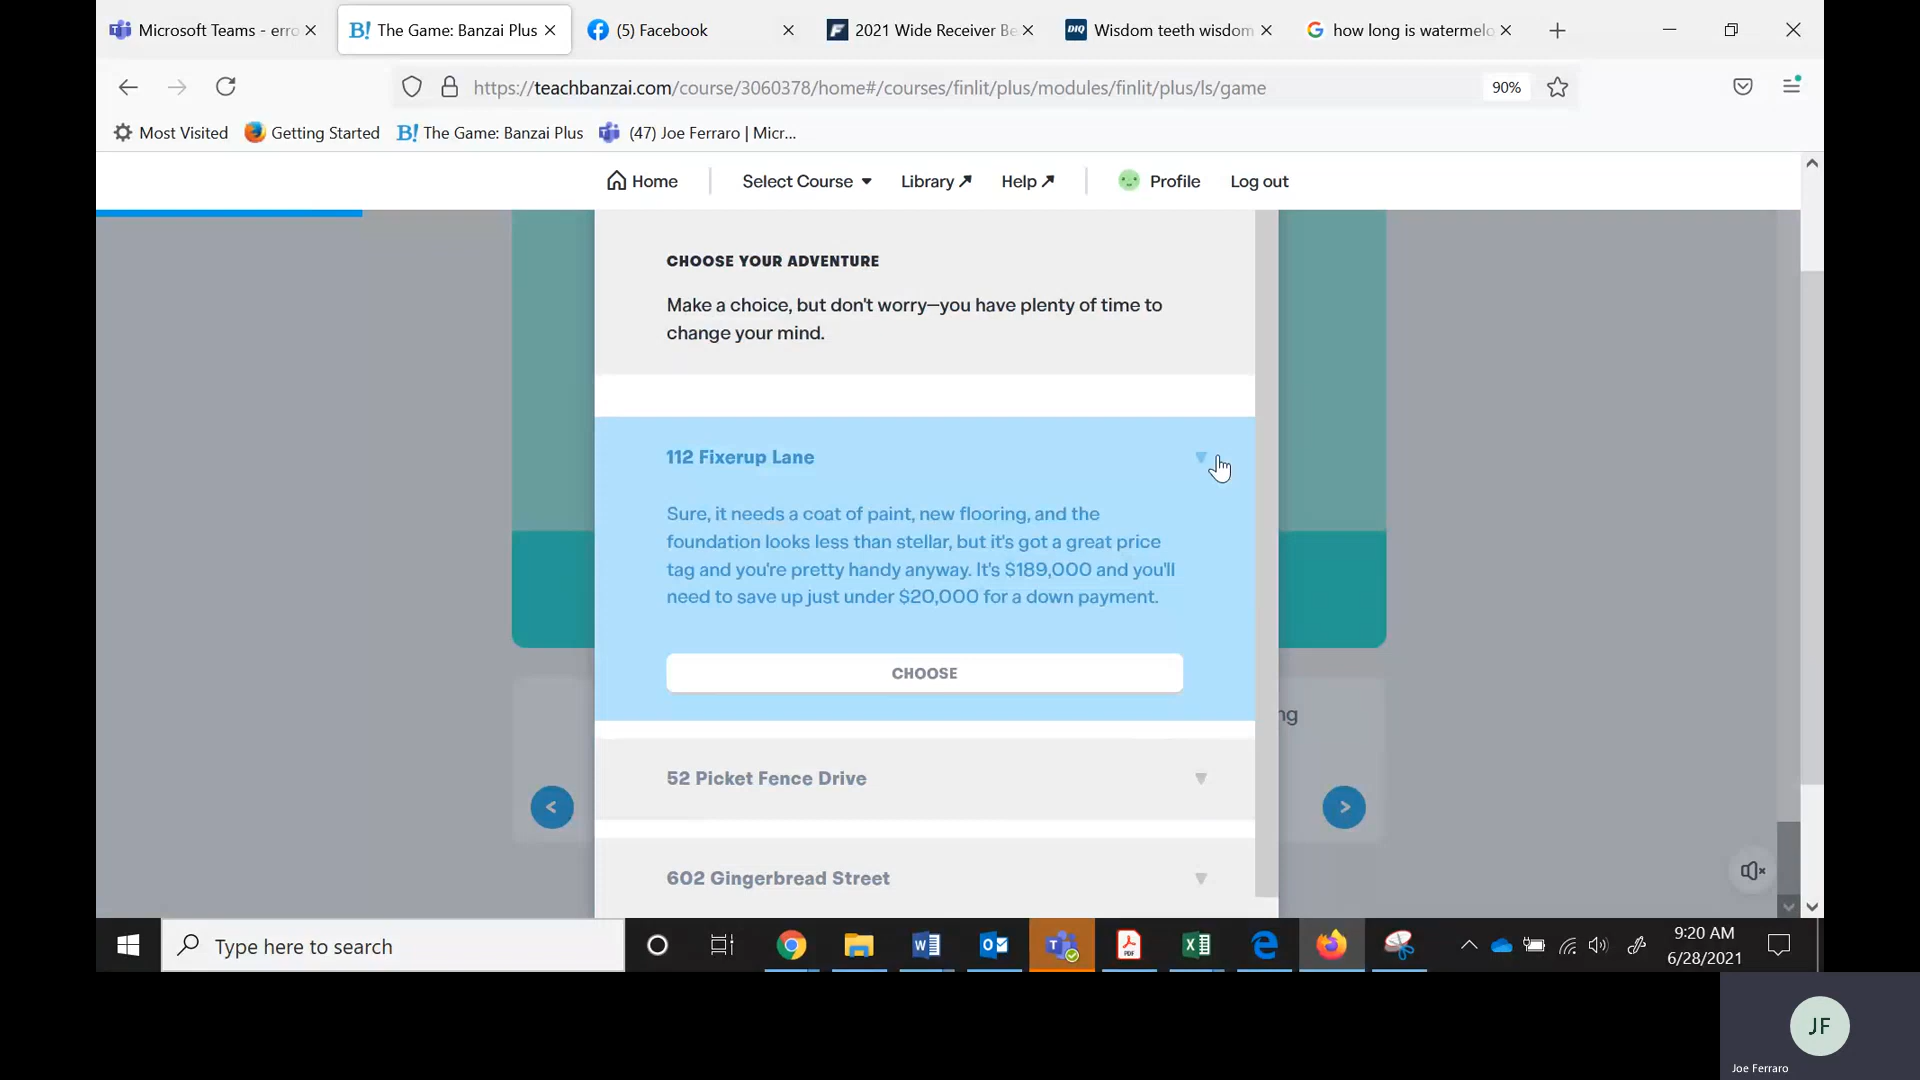 Microsoft Teams - erro
B! The Game: Banzai Plus
(5) Facebook
2021 Wide Receiver Be
DIQ Wisdom teeth wisdom
how long is watermelo
https://teachbanzai.com/course/3060378/home#/courses/finlit/plus/modules/finlit/plus/ls/game
90%
Most Visited
Getting Started
B! The Game: Banzai Plus
(47) Joe Ferraro | Micr...
Home
Select Course
Library
Help
Profile
Log out
CHOOSE YOUR ADVENTURE
Make a choice, but don't worry—you have plenty of time to
change your mind.
112 Fixerup Lane
Sure, it needs a coat of paint, new flooring, and the
foundation looks less than stellar, but it's got a great price
tag and you're pretty handy anyway. It's $189,000 and you'll
need to save up just under $20,000 for a down payment.
CHOOSE
ng
52 Picket Fence Drive
<
>
602 Gingerbread Street
Type here to search
9:20 AM
6/28/2021
JF
Joe Ferraro